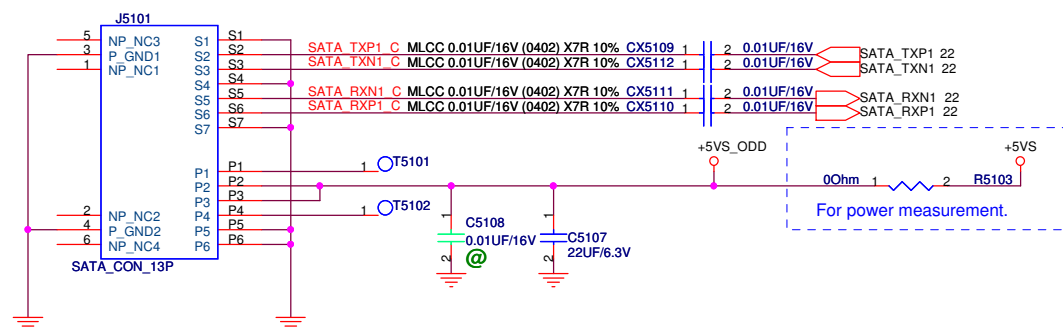 J5101
5 NP_NC3 S1 S1
3 P_GND1 S2 S2 SATA_TXP1_C MLCC 0.01UF/16V (0402) X7R 10% CX5109 1 2 0.01UF/16V SATA_TXP1 22
1 NP_NC1 S3 S3 SATA_TXN1_C MLCC 0.01UF/16V (0402) X7R 10% CX5112 1 2 0.01UF/16V SATA_TXN1 22
S4 S4
S5 S5 SATA_RXN1_C MLCC 0.01UF/16V (0402) X7R 10% CX5111 1 2 0.01UF/16V SATA_RXN1 22
S6 S6 SATA_RXP1_C MLCC 0.01UF/16V (0402) X7R 10% CX5110 1 2 0.01UF/16V SATA_RXP1 22
S7 S7
+5VS_ODD +5VS
P1 P1 1 T5101
P2 P2 0Ohm 1 2 R5103
P3 P3
2 NP_NC2 P4 P4 1 T5102
For power measurement.
4 P_GND2 P5 P5
6 NP_NC4 P6 P6
1 C5108 0.01UF/16V 2 @
1 C5107 22UF/6.3V 2
SATA_CON_13P